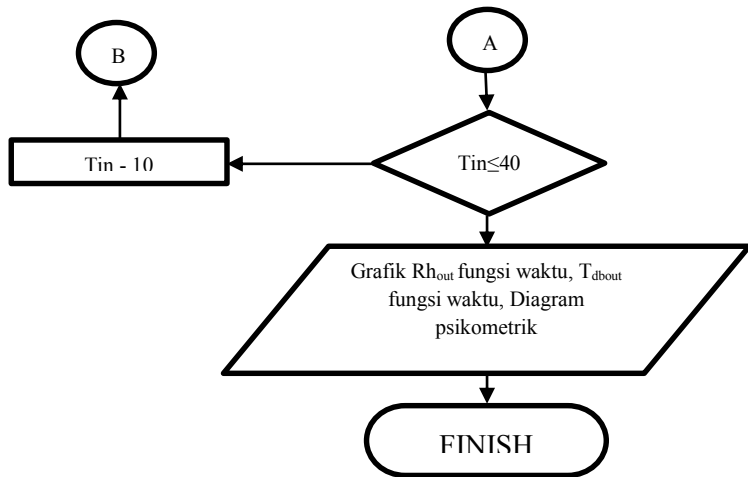 B
A
Tin - 10
Tin≤40
Grafik Rhout fungsi waktu, Tdbout
fungsi waktu, Diagram
psikometrik
FINISH